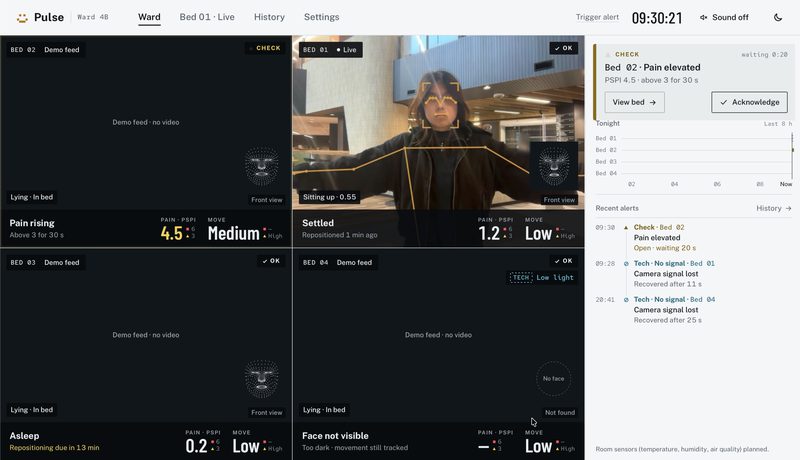 Pulse Ward 4B Ward Bed 01 · Live History Settings Trigger alert 09:30:21 Sound off
BED 02 Demo feed CHECK
Demo feed · no video
Lying · In bed
Front view
Pain rising
Above 3 for 30 s
PAIN · PSPI
4.5
6
3
MOVE
Medium
—
High
BED 01 Live OK
Sitting up · 0.55
Front view
Settled
Repositioned 1 min ago
PAIN · PSPI
1.2
6
3
MOVE
Low
—
High
BED 03 Demo feed OK
Demo feed · no video
Lying · In bed
Front view
Asleep
Repositioning due in 13 min
PAIN · PSPI
0.2
6
3
MOVE
Low
—
High
BED 04 Demo feed OK
TECH Low light
Demo feed · no video
No face
Lying · In bed
Not found
Face not visible
Too dark · movement still tracked
PAIN · PSPI
—
6
3
MOVE
Low
—
High
CHECK waiting 0:20
Bed 02 · Pain elevated
PSPI 4.5 · above 3 for 30 s
View bed → Acknowledge
Tonight Last 8 h
Bed 01
Bed 02
Bed 03
Bed 04
02 04 06 08 Now
Recent alerts History →
09:30 Check · Bed 02
Pain elevated
Open · waiting 20 s
09:28 Tech · No signal · Bed 01
Camera signal lost
Recovered after 11 s
20:41 Tech · No signal · Bed 04
Camera signal lost
Recovered after 25 s
Room sensors (temperature, humidity, air quality) planned.